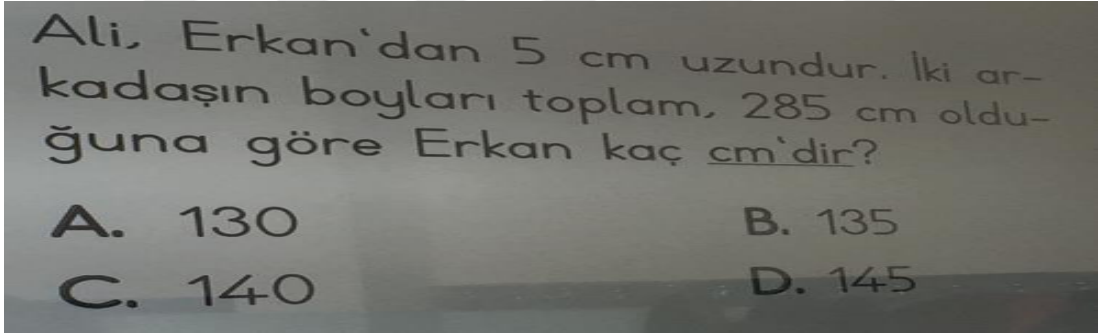 Ali, Erkan'dan 5 cm uzundur. İki ar-
kadaşın boyları toplam, 285 cm oldu-
ğuna göre Erkan kaç cm'dir?
A. 130 B. 135
C. 140 D. 145